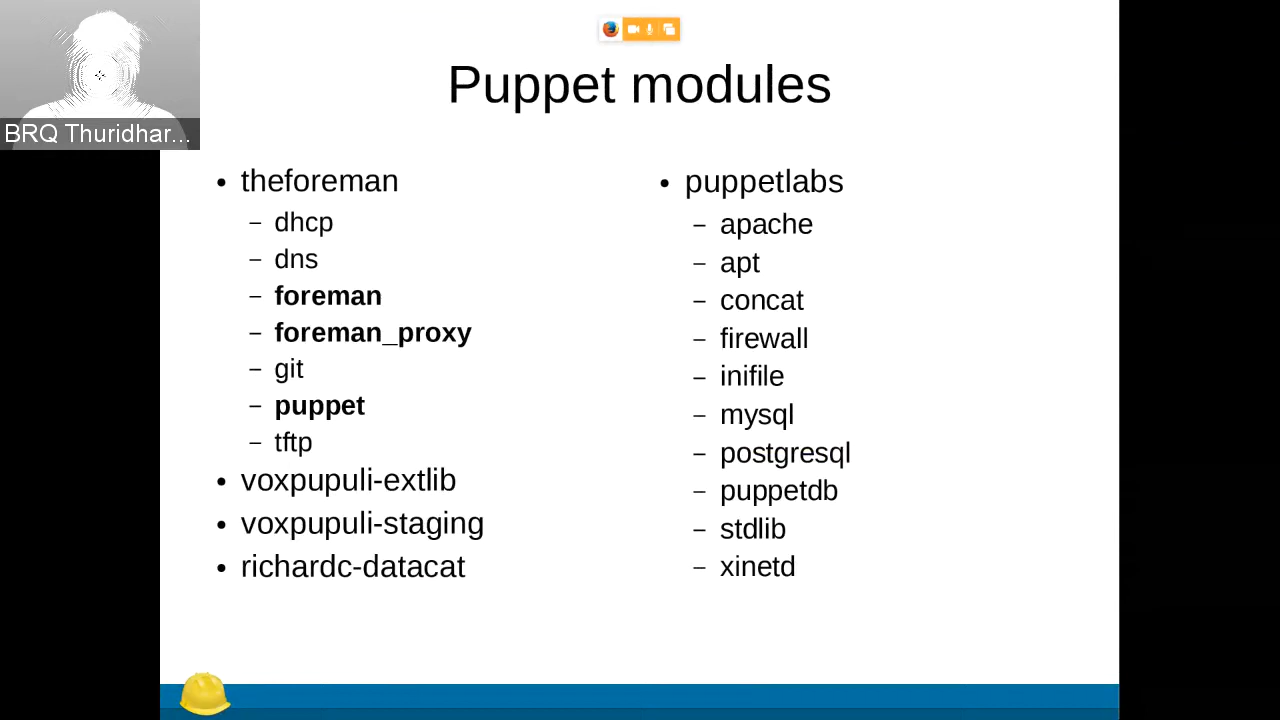 BRQ Thuridhar...
Puppet modules
• theforeman
– dhcp
– dns
– foreman
– foreman_proxy
– git
– puppet
– tftp
• voxpupuli-extlib
• voxpupuli-staging
• richardc-datacat
• puppetlabs
– apache
– apt
– concat
– firewall
– inifile
– mysql
– postgresql
– puppetdb
– stdlib
– xinetd